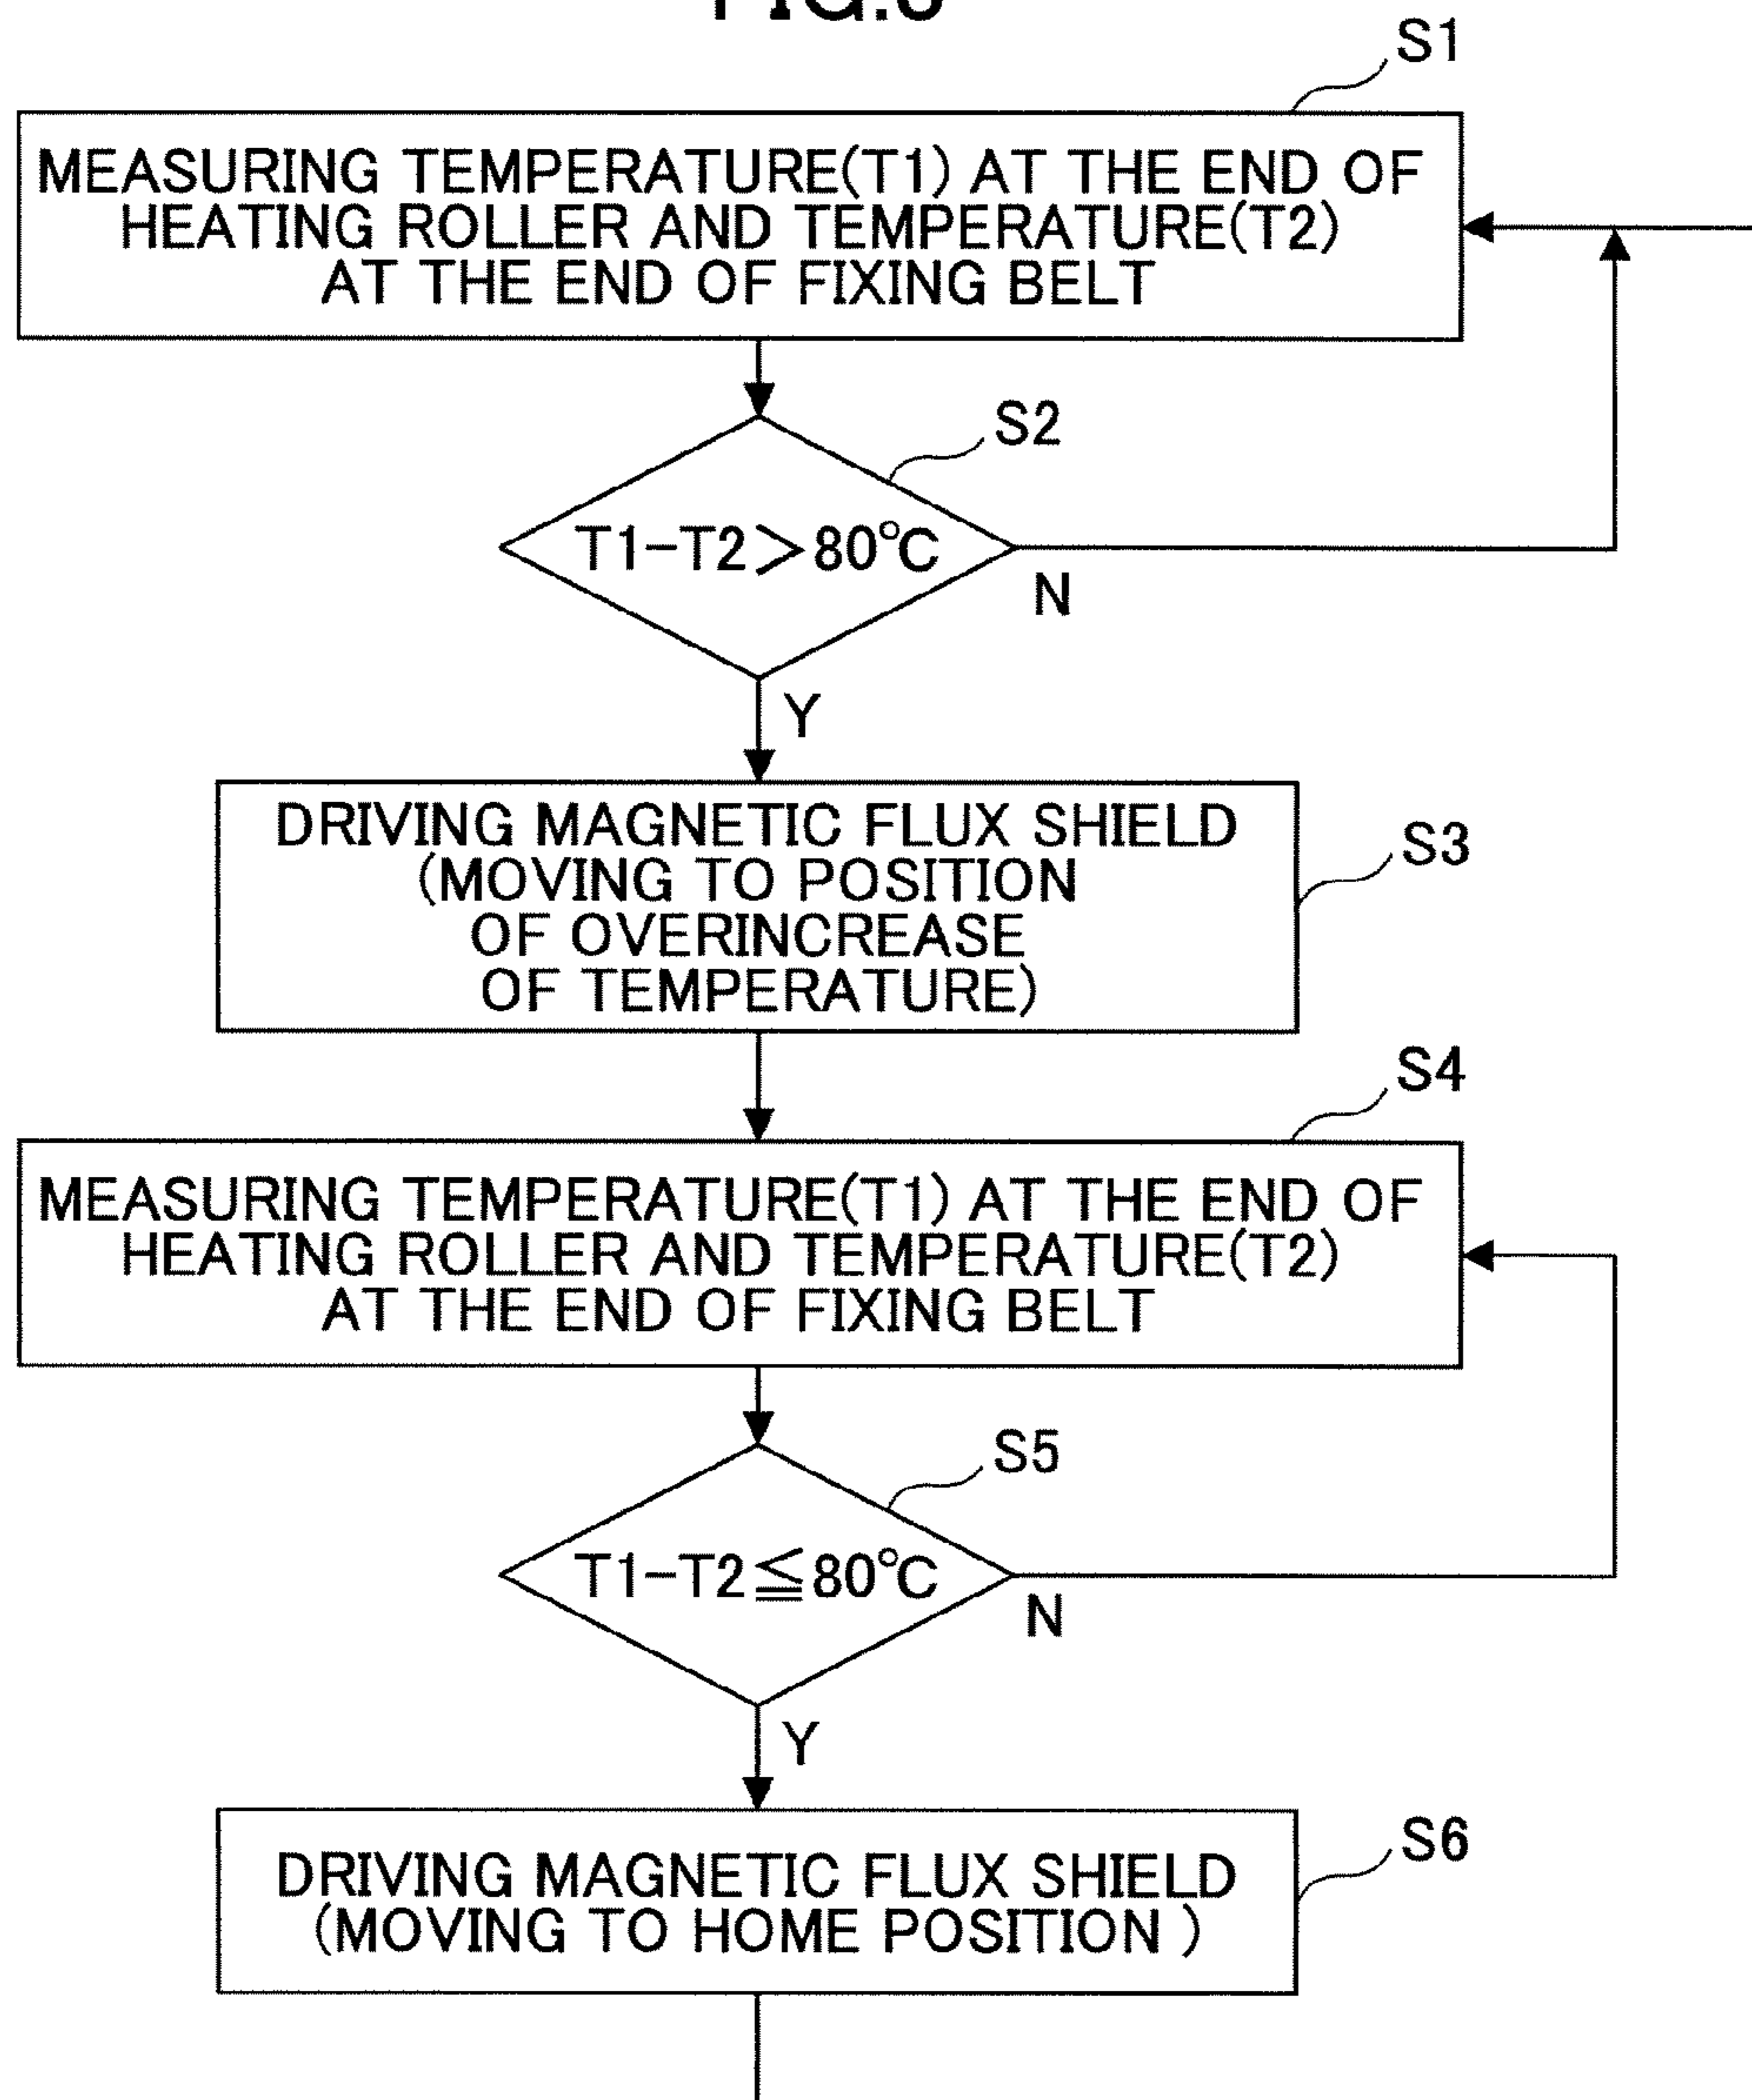 S1
MEASURING TEMPERATURE(T1) AT THE END OF
HEATING ROLLER AND TEMPERATURE(T2)
AT THE END OF FIXING BELT
S2
T1-T2>80℃
N
Y
DRIVING MAGNETIC FLUX SHIELD
(MOVING TO POSITION
OF OVERINCREASE
OF TEMPERATURE)
S3
S4
MEASURING TEMPERATURE(T1) AT THE END OF
HEATING ROLLER AND TEMPERATURE(T2)
AT THE END OF FIXING BELT
S5
T1-T2≦80℃
N
Y
DRIVING MAGNETIC FLUX SHIELD
(MOVING TO HOME POSITION )
S6